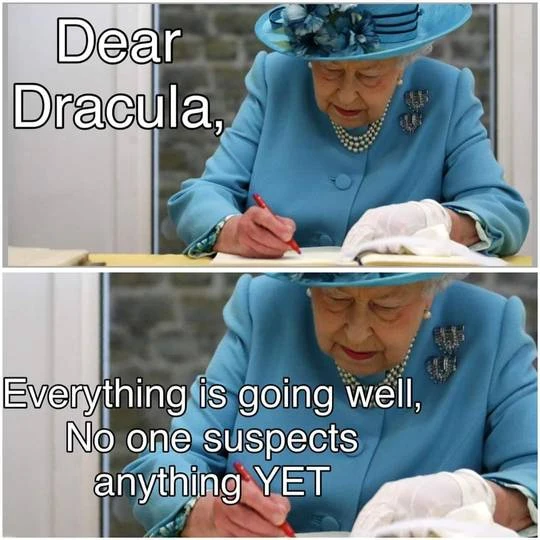 Dear
Dracula,
Everything is going well,
No one suspects
anything YET